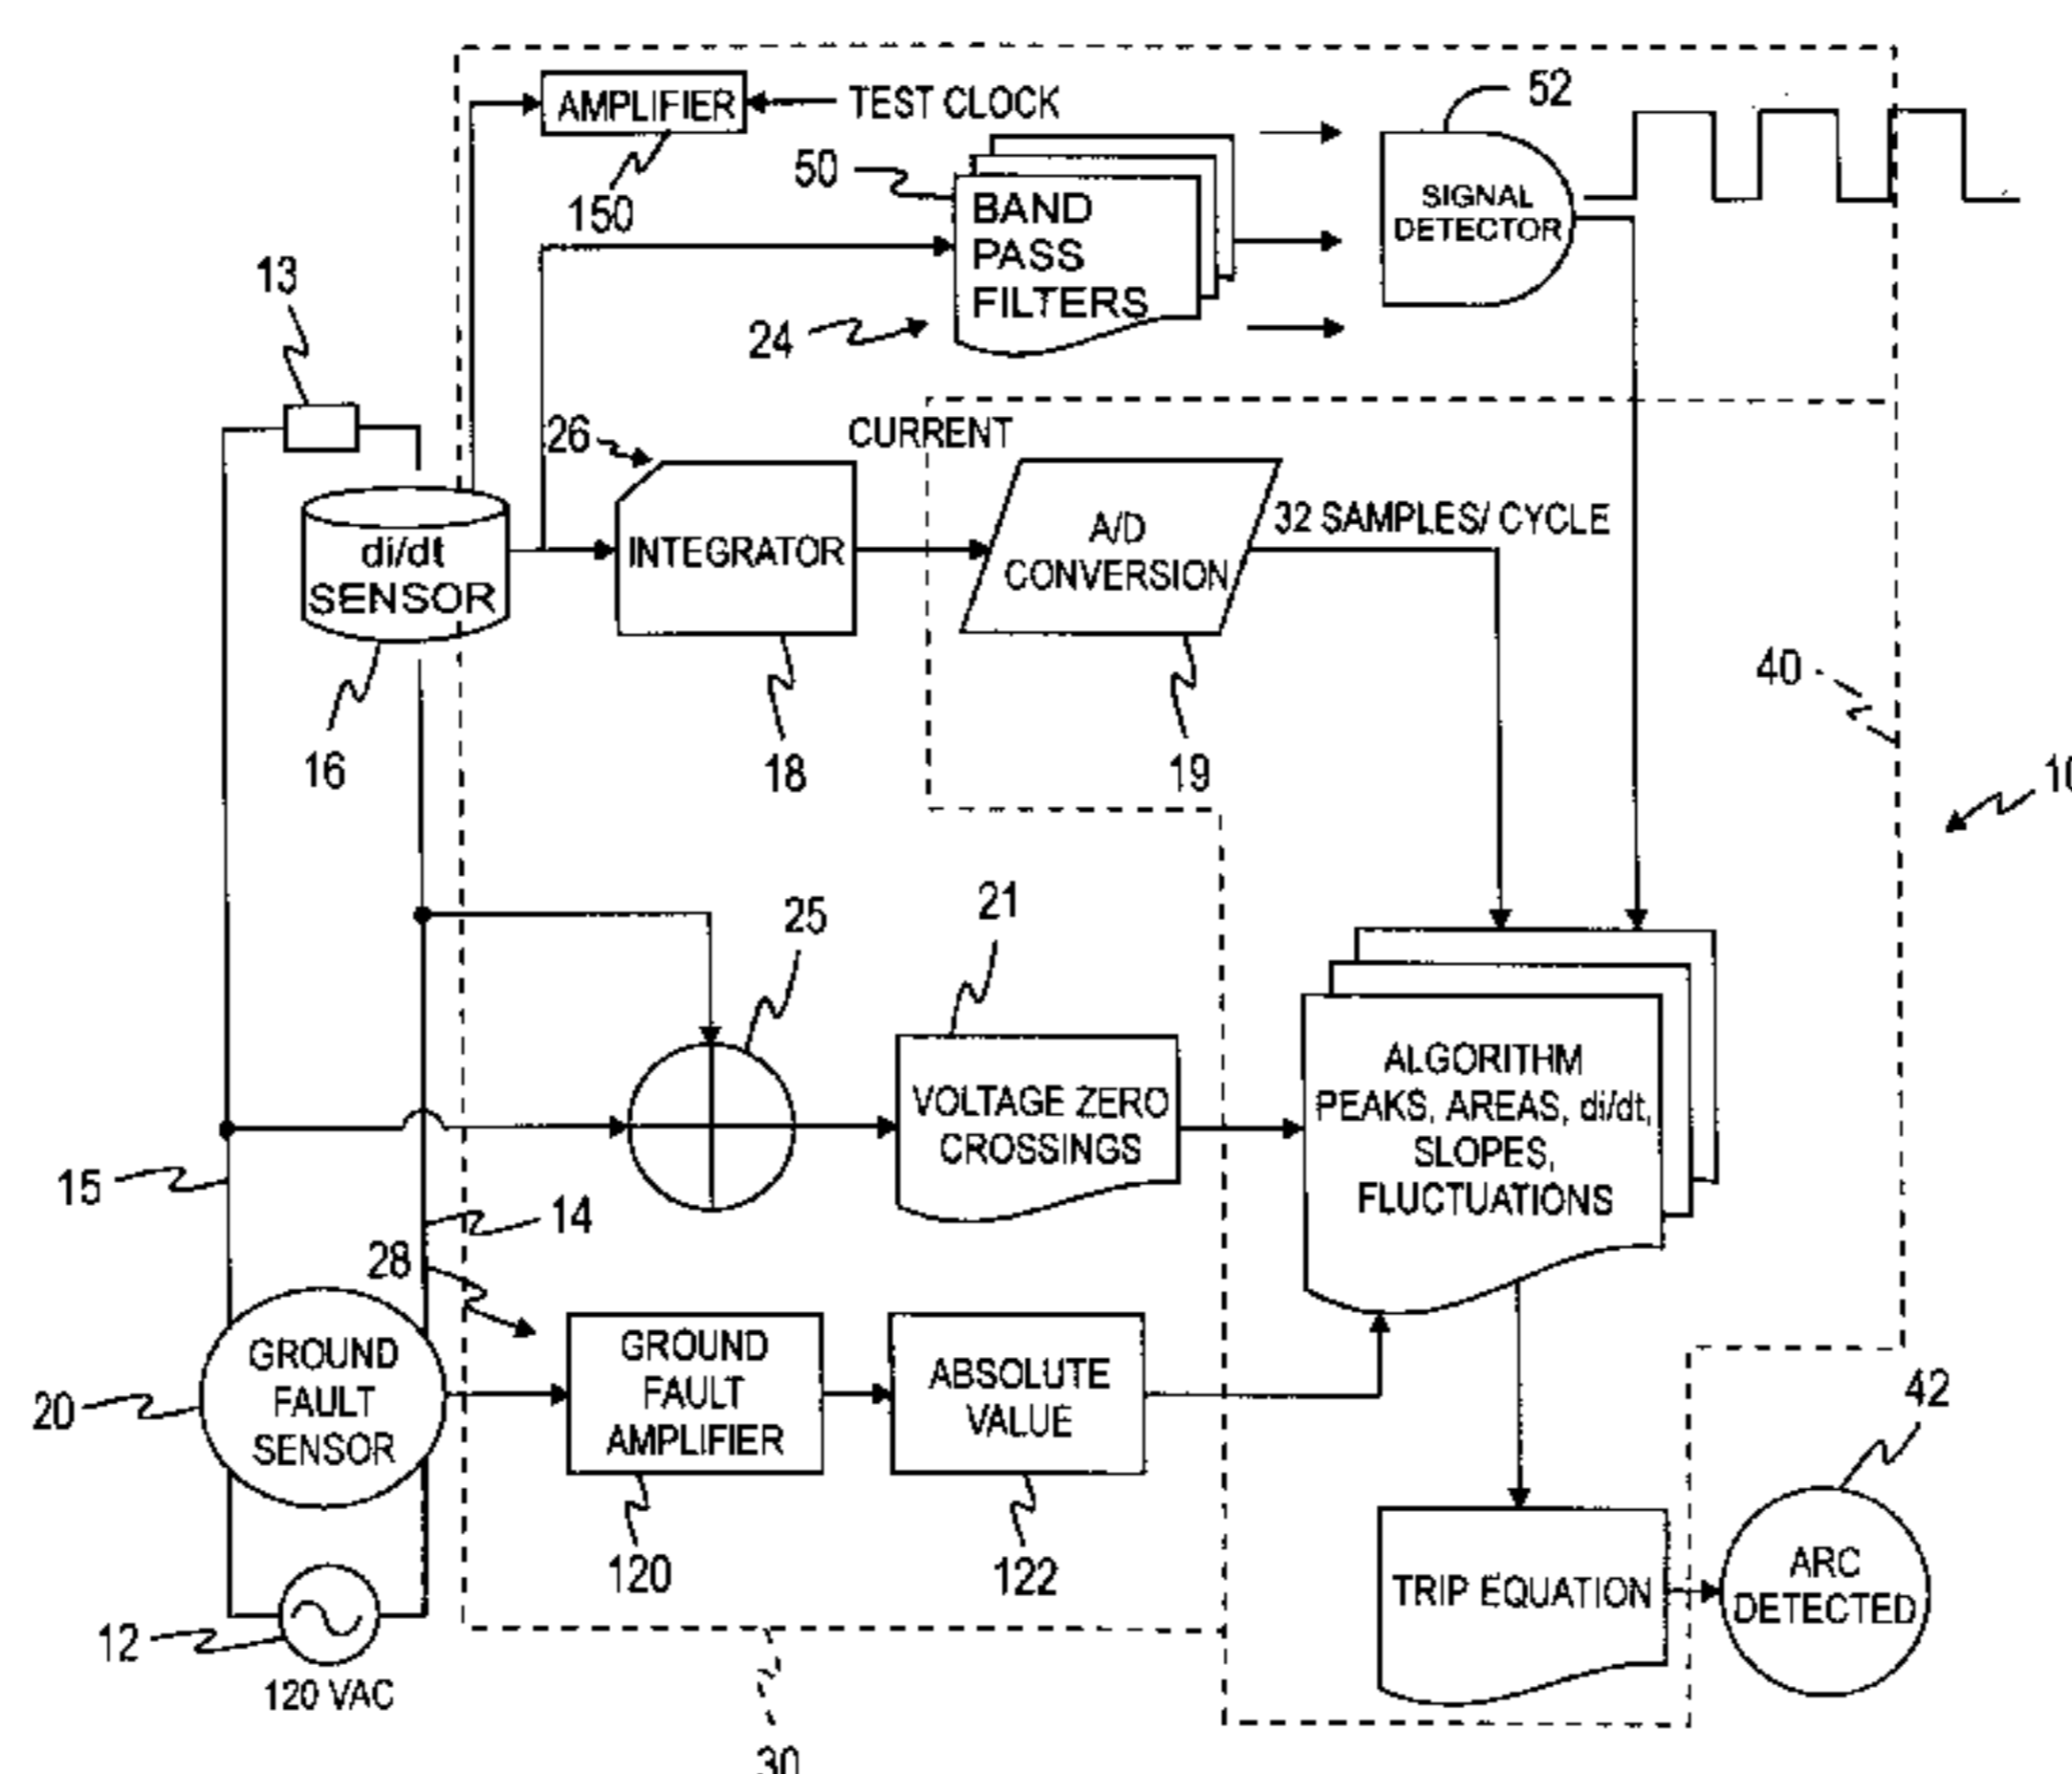 52
AMPLIFIER
TEST CLOCK
50
150
BAND
PASS
FILTERS
SIGNAL
DETECTOR
13
24
26
CURRENT
di/dt
SENSOR
INTEGRATOR
A/D
CONVERSION
32 SAMPLES/ CYCLE
40
16
18
19
10
25
21
VOLTAGE ZERO
CROSSINGS
ALGORITHM
PEAKS, AREAS, di/dt,
SLOPES,
FLUCTUATIONS
15
14
28
GROUND
FAULT
SENSOR
20
GROUND
FAULT
AMPLIFIER
ABSOLUTE
VALUE
42
120
122
TRIP EQUATION
ARC
DETECTED
12
120 VAC
30